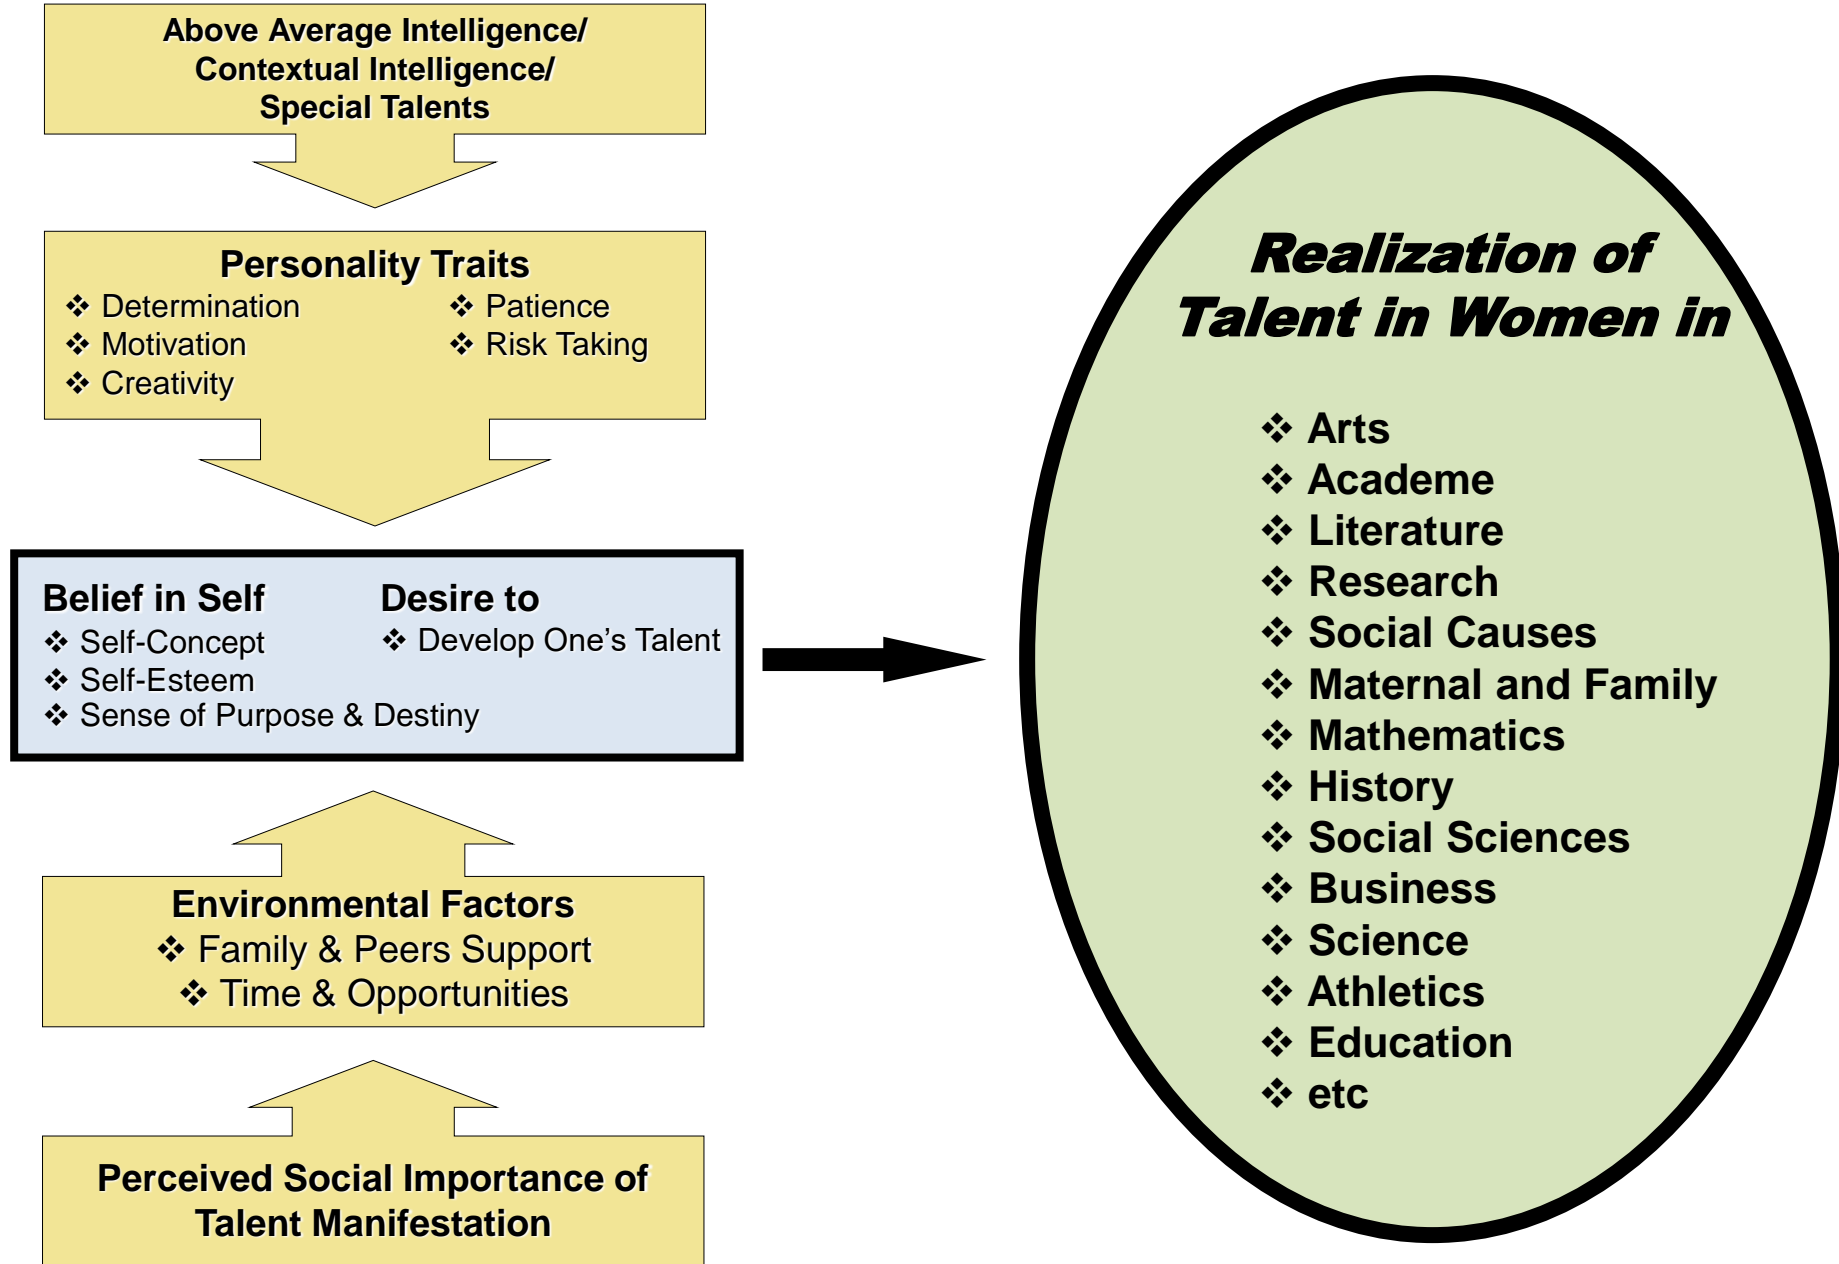 Above Average Intelligence/
Contextual Intelligence/
Special Talents
Personality Traits
❖ Determination
❖ Motivation
❖ Creativity
❖ Patience
❖ Risk Taking
Belief in Self
❖ Self-Concept
❖ Self-Esteem
❖ Sense of Purpose & Destiny
Desire to
❖ Develop One’s Talent
Environmental Factors
❖ Family & Peers Support
❖ Time & Opportunities
Perceived Social Importance of
Talent Manifestation
Realization of
Talent in Women in
❖ Arts
❖ Academe
❖ Literature
❖ Research
❖ Social Causes
❖ Maternal and Family
❖ Mathematics
❖ History
❖ Social Sciences
❖ Business
❖ Science
❖ Athletics
❖ Education
❖ etc